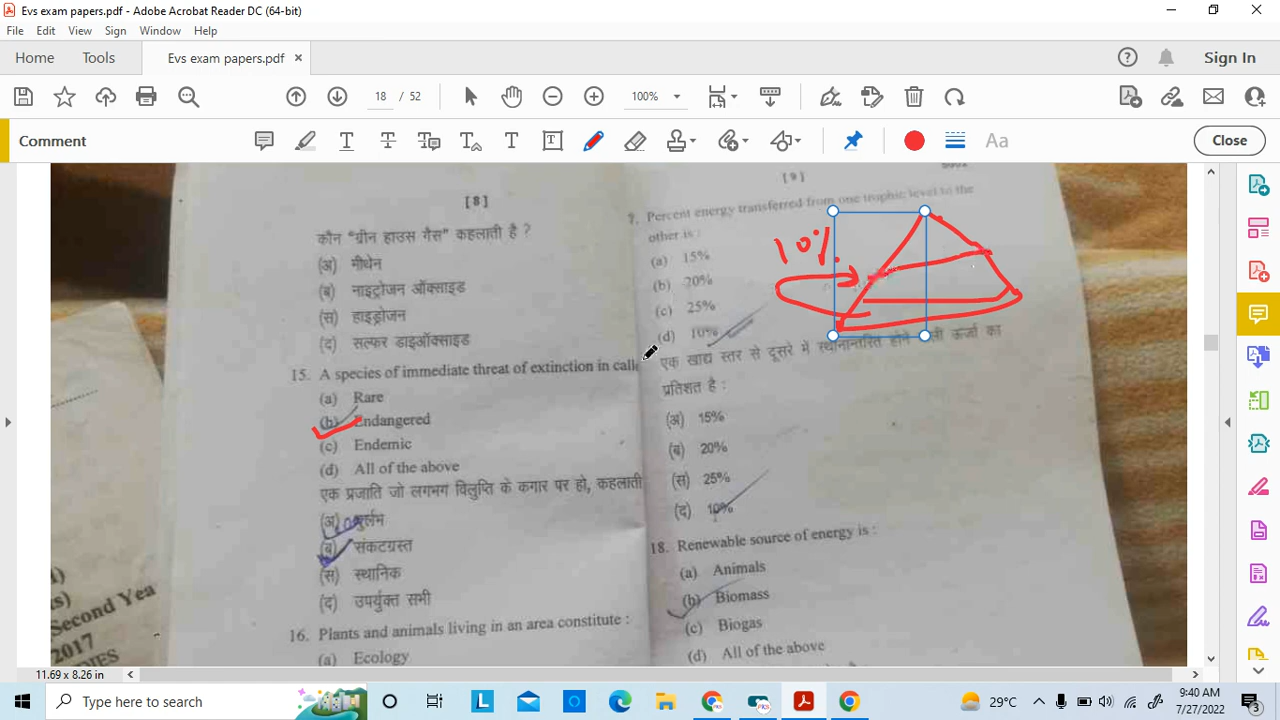 Evs exam papers.pdf - Adobe Acrobat Reader DC (64-bit)
File Edit View Sign Window Help
Home Tools Evs exam papers.pdf × Sign In
18 / 52 100%
Comment Close
[8]
कौन "ग्रीन हाउस गैस" कहलाती है ?
(अ) मीथेन
(ब) नाइट्रोजन ऑक्साइड
(स) हाइड्रोजन
(द) सल्फर डाइऑक्साइड
15. A species of immediate threat of extinction in calle
(a) Rare
(b) Endangered
(c) Endemic
(d) All of the above
एक प्रजाति जो लगभग विलुप्ति के कगार पर हो, कहलाती
(अ) दुर्लभ
(ब) संकटग्रस्त
(स) स्थानिक
(द) उपर्युक्त सभी
16. Plants and animals living in an area constitute :
(a) Ecology
[9]
7. Percent energy transferred from one trophic level to the
other is :
(a) 15%
(b) 20%
(c) 25%
(d) 10%
10%.
एक खाद्य स्तर से दूसरे में स्थानान्तरित होने ली ऊर्जा का
प्रतिशत है :
(अ) 15%
(ब) 20%
(स) 25%
(द) 10%
18. Renewable source of energy is :
(a) Animals
(b) Biomass
(c) Biogas
(d) All of the above
s)
Second Yea
2017
11.69 x 8.26 in
Type here to search
29°C
9:40 AM
7/27/2022